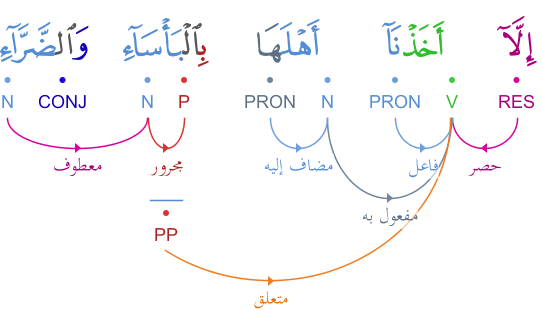 إِلَّآ أَخَذْنَآ أَهْلَهَا بِٱلْبَأْسَآءِ وَٱلضَّرَّآءِ
RES V PRON N PRON P N CONJ N
حصر فاعل مضاف إليه مجرور معطوف
مفعول به
PP
متعلق